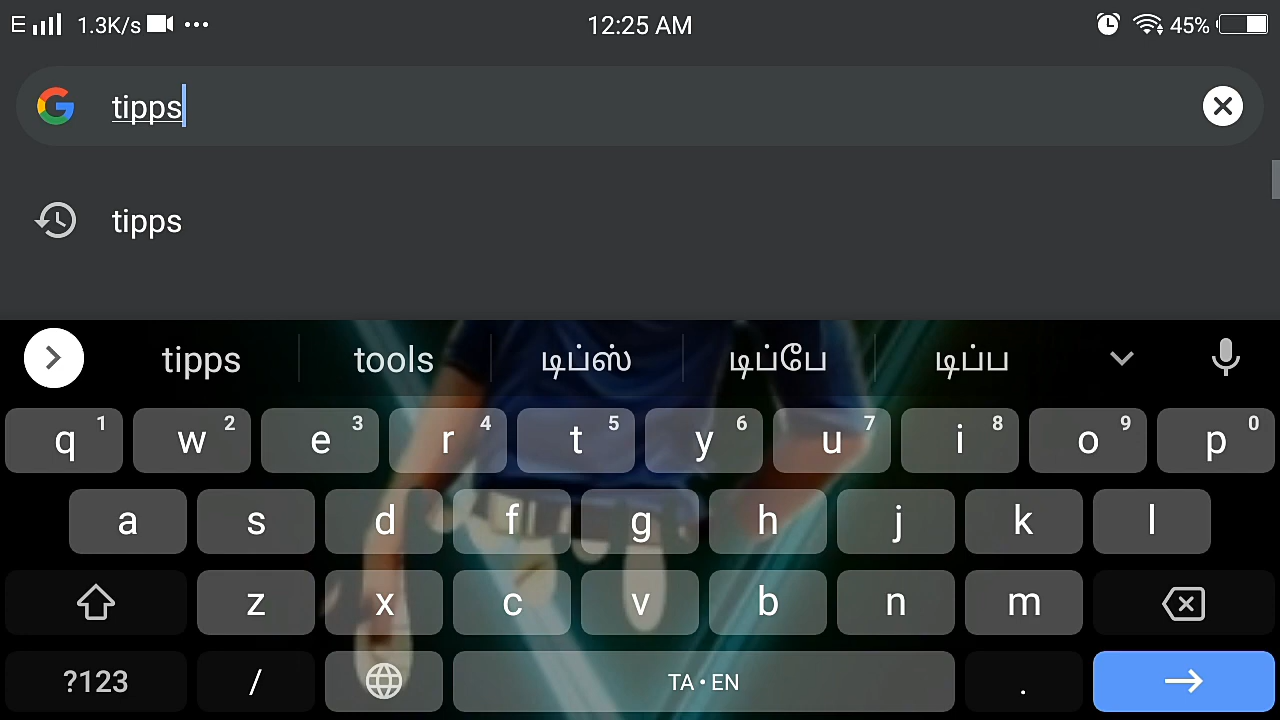 E 1.3K/s 12:25 AM 45%
tipps
tipps
tipps tools டிப்ஸ் டிப்பே டிப்ப
q 1 w 2 e 3 r 4 t 5 y 6 u 7 i 8 o 9 p 0
a s d f g h j k l
z x c v b n m
?123 / TA • EN .